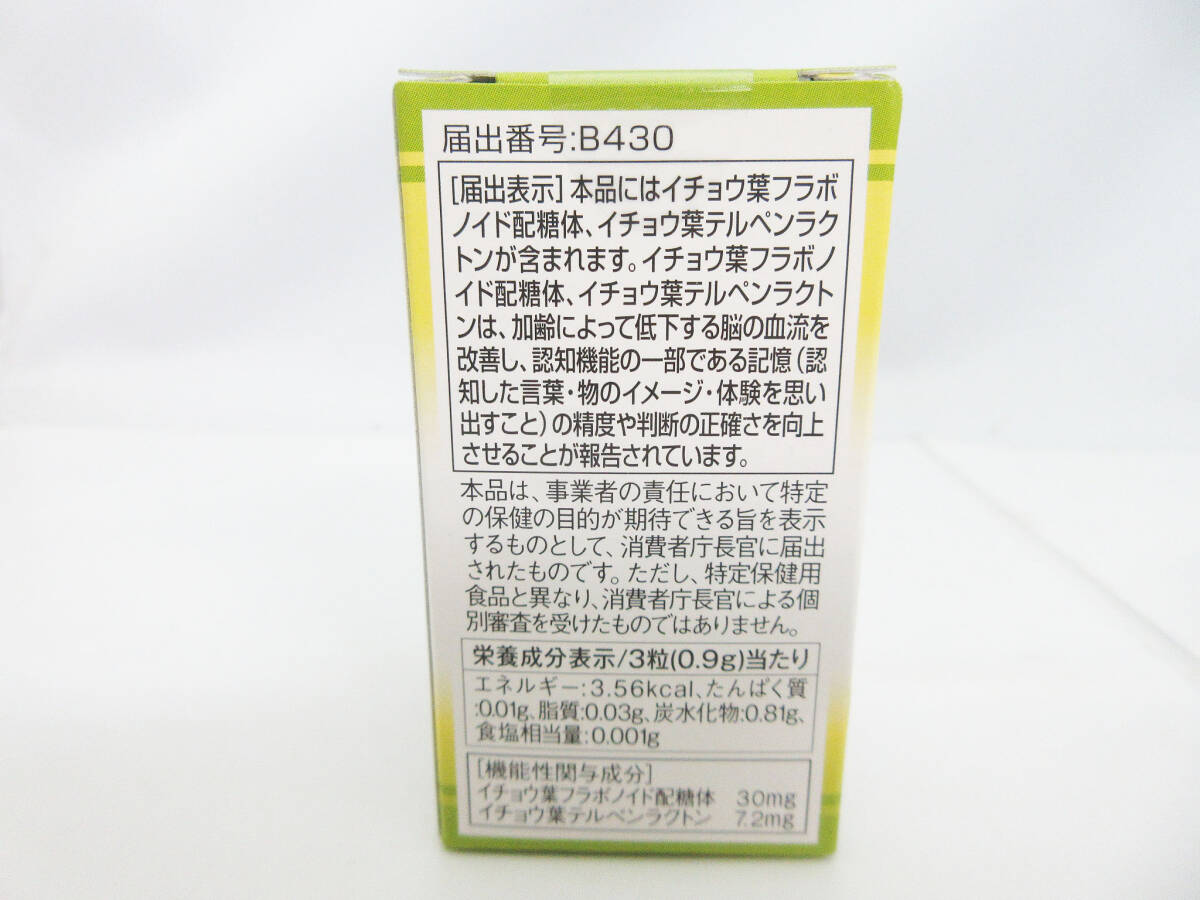 届出番号:B430
[届出表示]本品にはイチョウ葉フラボ
ノイド配糖体、イチョウ葉テルペンラク
トンが含まれます。イチョウ葉フラボノ
イド配糖体、イチョウ葉テルペンラクト
ンは、加齢によって低下する脳の血流を
改善し、認知機能の一部である記憶(認
知した言葉・物のイメージ・体験を思い
出すこと)の精度や判断の正確さを向上
させることが報告されています。
本品は、事業者の責任において特定
の保健の目的が期待できる旨を表示
するものとして、消費者庁長官に届出
されたものです。ただし、特定保健用
食品と異なり、消費者庁長官による個
別審査を受けたものではありません。
栄養成分表示/3粒(0.9g)当たり
エネルギー:3.56kcal、たんぱく質
:0.01g、脂質:0.03g、炭水化物:0.81g、
食塩相当量:0.001g
[機能性関与成分]
イチョウ葉フラボノイド配糖体 30mg
イチョウ葉テルペンラクトン 7.2mg